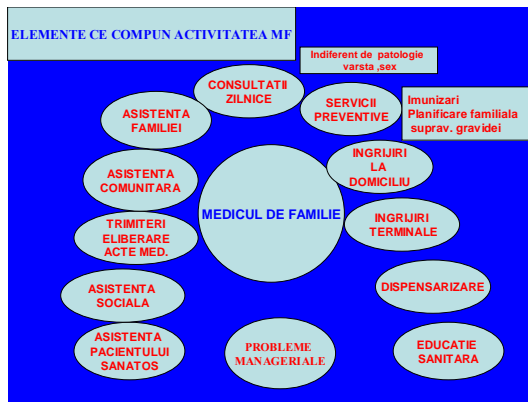 ELEMENTE CE COMPUN ACTIVITATEA MF
Indiferent de patologie
varsta ,sex
CONSULTATII
ZILNICE
SERVICII
PREVENTIVE
Imunizari
Planificare familiala
suprav. gravidei
ASISTENTA
FAMILIEI
INGRIJIRI
LA
DOMICILIU
ASISTENTA
COMUNITARA
MEDICUL DE FAMILIE
TRIMITERI
ELIBERARE
ACTE MED.
INGRIJIRI
TERMINALE
ASISTENTA
SOCIALA
DISPENSARIZARE
ASISTENTA
PACIENTULUI
SANATOS
PROBLEME
MANAGERIALE
EDUCATIE
SANITARA